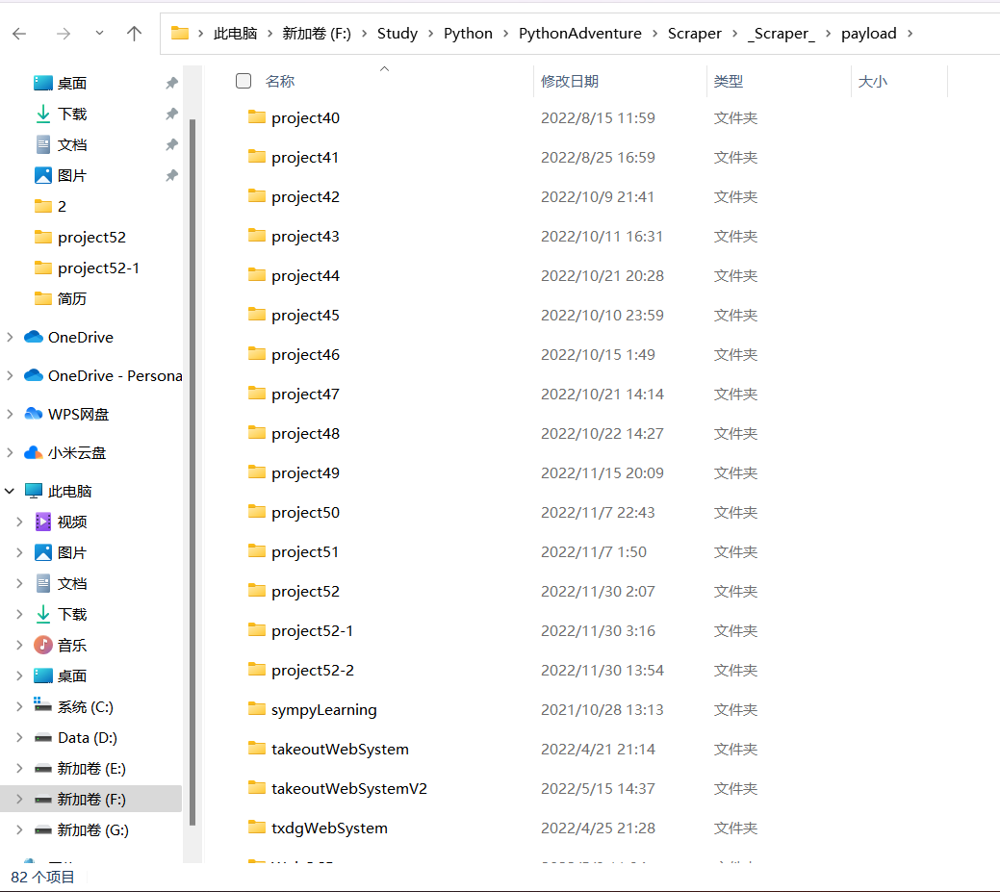 此电脑 新加卷 (F:) Study Python PythonAdventure Scraper _Scraper_ payload
桌面
下载
文档
图片
2
project52
project52-1
简历
OneDrive
OneDrive - Persona
WPS网盘
小米云盘
此电脑
视频
图片
文档
下载
音乐
桌面
系统 (C:)
Data (D:)
新加卷 (E:)
新加卷 (F:)
新加卷 (G:)
名称 修改日期 类型 大小
project40 2022/8/15 11:59 文件夹
project41 2022/8/25 16:59 文件夹
project42 2022/10/9 21:41 文件夹
project43 2022/10/11 16:31 文件夹
project44 2022/10/21 20:28 文件夹
project45 2022/10/10 23:59 文件夹
project46 2022/10/15 1:49 文件夹
project47 2022/10/21 14:14 文件夹
project48 2022/10/22 14:27 文件夹
project49 2022/11/15 20:09 文件夹
project50 2022/11/7 22:43 文件夹
project51 2022/11/7 1:50 文件夹
project52 2022/11/30 2:07 文件夹
project52-1 2022/11/30 3:16 文件夹
project52-2 2022/11/30 13:54 文件夹
sympyLearning 2021/10/28 13:13 文件夹
takeoutWebSystem 2022/4/21 21:14 文件夹
takeoutWebSystemV2 2022/5/15 14:37 文件夹
txdgWebSystem 2022/4/25 21:28 文件夹
82 个项目